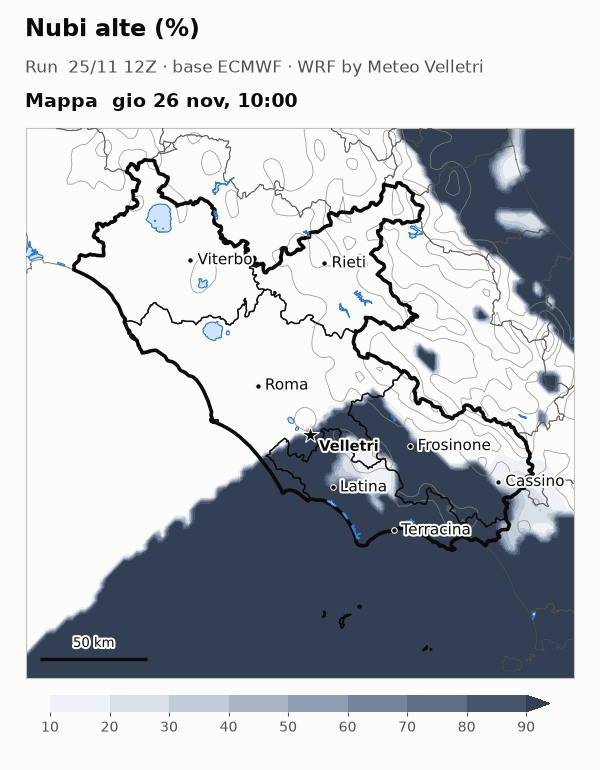 Nubi alte (%)
Run  25/11 12Z · base ECMWF · WRF by Meteo Velletri
Mappa  gio 26 nov, 10:00
Viterbo
Rieti
Roma
Velletri
Frosinone
Latina
Cassino
Terracina
50 km
10 20 30 40 50 60 70 80 90